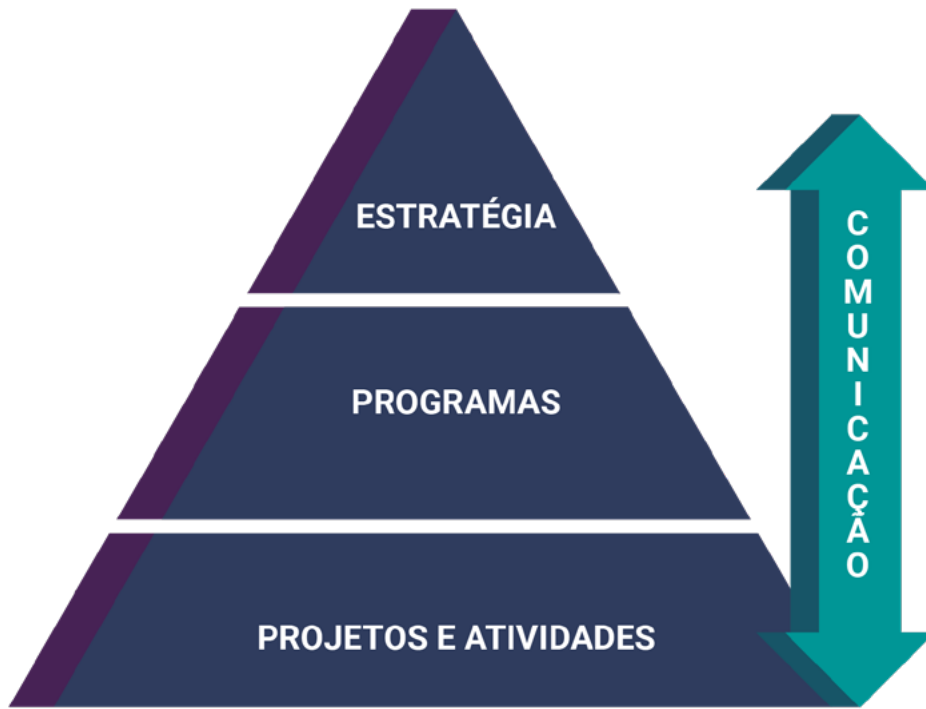 ESTRATÉGIA
PROGRAMAS
PROJETOS E ATIVIDADES
COMUNICAÇÃO